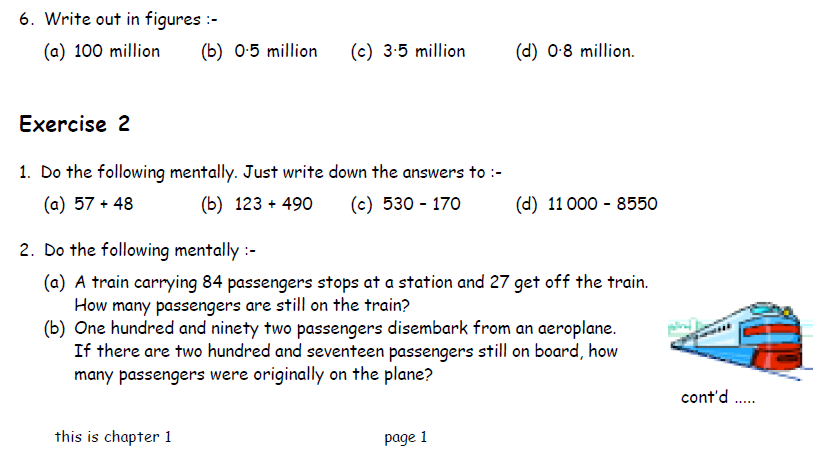 6. Write out in figures :-
(a) 100 million (b) 0·5 million (c) 3·5 million (d) 0·8 million.
Exercise 2
1. Do the following mentally. Just write down the answers to :-
(a) 57 + 48 (b) 123 + 490 (c) 530 - 170 (d) 11 000 - 8550
2. Do the following mentally :-
(a) A train carrying 84 passengers stops at a station and 27 get off the train.
How many passengers are still on the train?
(b) One hundred and ninety two passengers disembark from an aeroplane.
If there are two hundred and seventeen passengers still on board, how
many passengers were originally on the plane?
cont'd .....
this is chapter 1 page 1